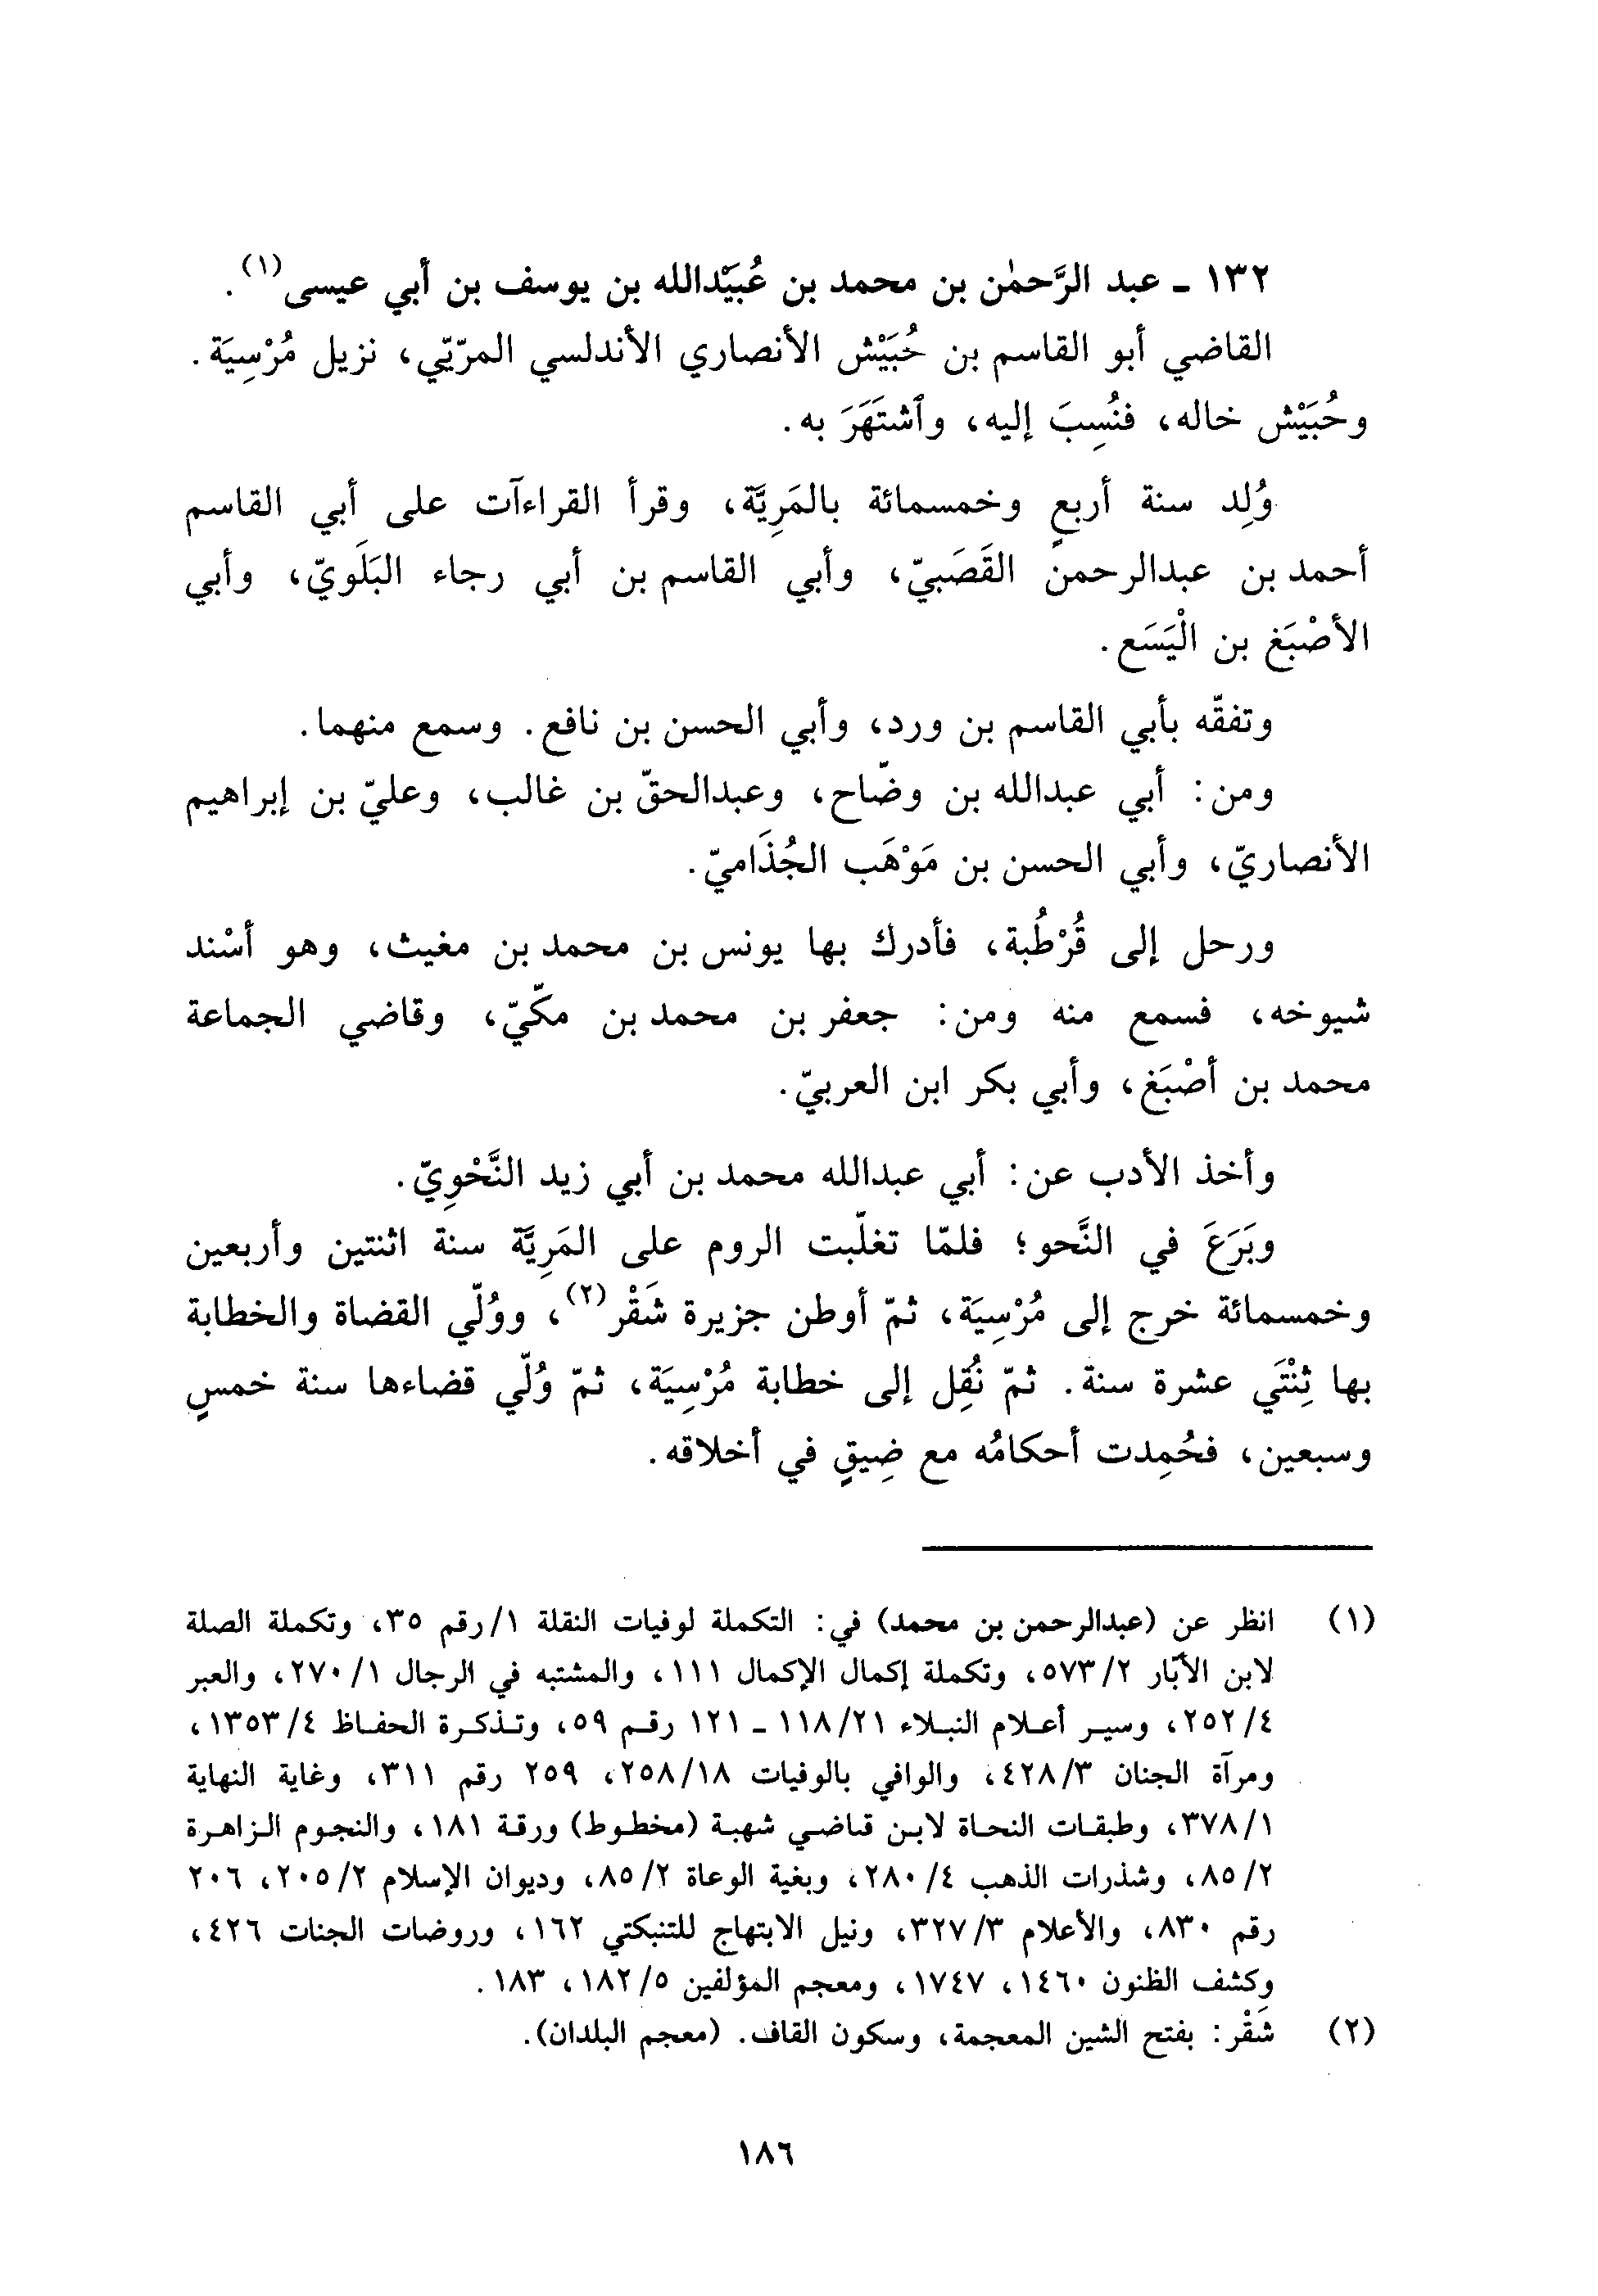 ١٣٢ ـ عبد الرَّحمٰن بن محمد بن عُبَيْدالله بن يوسف بن أبي عيسى(١).
القاضي أبو القاسم بن حُبَيْش الأنصاري الأندلسي المرّيّي، نزيل مُرْسِيَة.
وحُبَيْش خاله، فنُسِبَ إليه، وٱشتَهَرَ به.
وُلِد سنة أربعٍ وخمسمائة بالمَرِيَّة، وقرأ القراءآت على أبي القاسم
أحمد بن عبدالرحمن القَصَبيّ، وأبي القاسم بن أبي رجاء البَلَويّ، وأبي
الأصْبَغ بن الْيَسَع.
وتفقّه بأبي القاسم بن ورد، وأبي الحسن بن نافع. وسمع منهما.
ومن: أبي عبدالله بن وضّاح، وعبدالحقّ بن غالب، وعليّ بن إبراهيم
الأنصاريّ، وأبي الحسن بن مَوْهَب الجُذَاميّ.
ورحل إلى قُرْطُبة، فأدرك بها يونس بن محمد بن مغيث، وهو أسْند
شيوخه، فسمع منه ومن: جعفر بن محمد بن مكّيّ، وقاضي الجماعة
محمد بن أصْبَغ، وأبي بكر ابن العربيّ.
وأخذ الأدب عن: أبي عبدالله محمد بن أبي زيد النَّحْوِيّ.
وبَرَعَ في النَّحو؛ فلمّا تغلّبت الروم على المَرِيَّة سنة اثنتين وأربعين
وخمسمائة خرج إلى مُرْسِيَة، ثمّ أوطن جزيرة شَقْر(٢)، ووُلّي القضاة والخطابة
بها ثِنْتَي عشرة سنة. ثمّ نُقِل إلى خطابة مُرْسِيَة، ثمّ وُلّي قضاءها سنة خمسٍ
وسبعين، فحُمِدت أحكامُه مع ضِيقٍ في أخلاقه.
(١) انظر عن (عبدالرحمن بن محمد) في: التكملة لوفيات النقلة ١/رقم ٣٥، وتكملة الصلة
لابن الأبّار ٥٧٣/٢، وتكملة إكمال الإكمال ١١١، والمشتبه في الرجال ٢٧٠/١، والعبر
٢٥٢/٤، وسير أعلام النبلاء ١١٨/٢١ ـ ١٢١ رقم ٥٩، وتذكرة الحفاظ ١٣٥٣/٤،
ومرآة الجنان ٤٢٨/٣، والوافي بالوفيات ٢٥٨/١٨، ٢٥٩ رقم ٣١١، وغاية النهاية
٣٧٨/١، وطبقات النحاة لابن قاضي شهبة (مخطوط) ورقة ١٨١، والنجوم الزاهرة
٨٥/٢، وشذرات الذهب ٢٨٠/٤، وبغية الوعاة ٨٥/٢، وديوان الإسلام ٢٠٥/٢، ٢٠٦
رقم ٨٣٠، والأعلام ٣٢٧/٣، ونيل الابتهاج للتنبكتي ١٦٢، وروضات الجنات ٤٢٦،
وكشف الظنون ١٤٦٠، ١٧٤٧، ومعجم المؤلفين ١٨٢/٥، ١٨٣.
(٢) شَقْر: بفتح الشين المعجمة، وسكون القاف. (معجم البلدان).
١٨٦